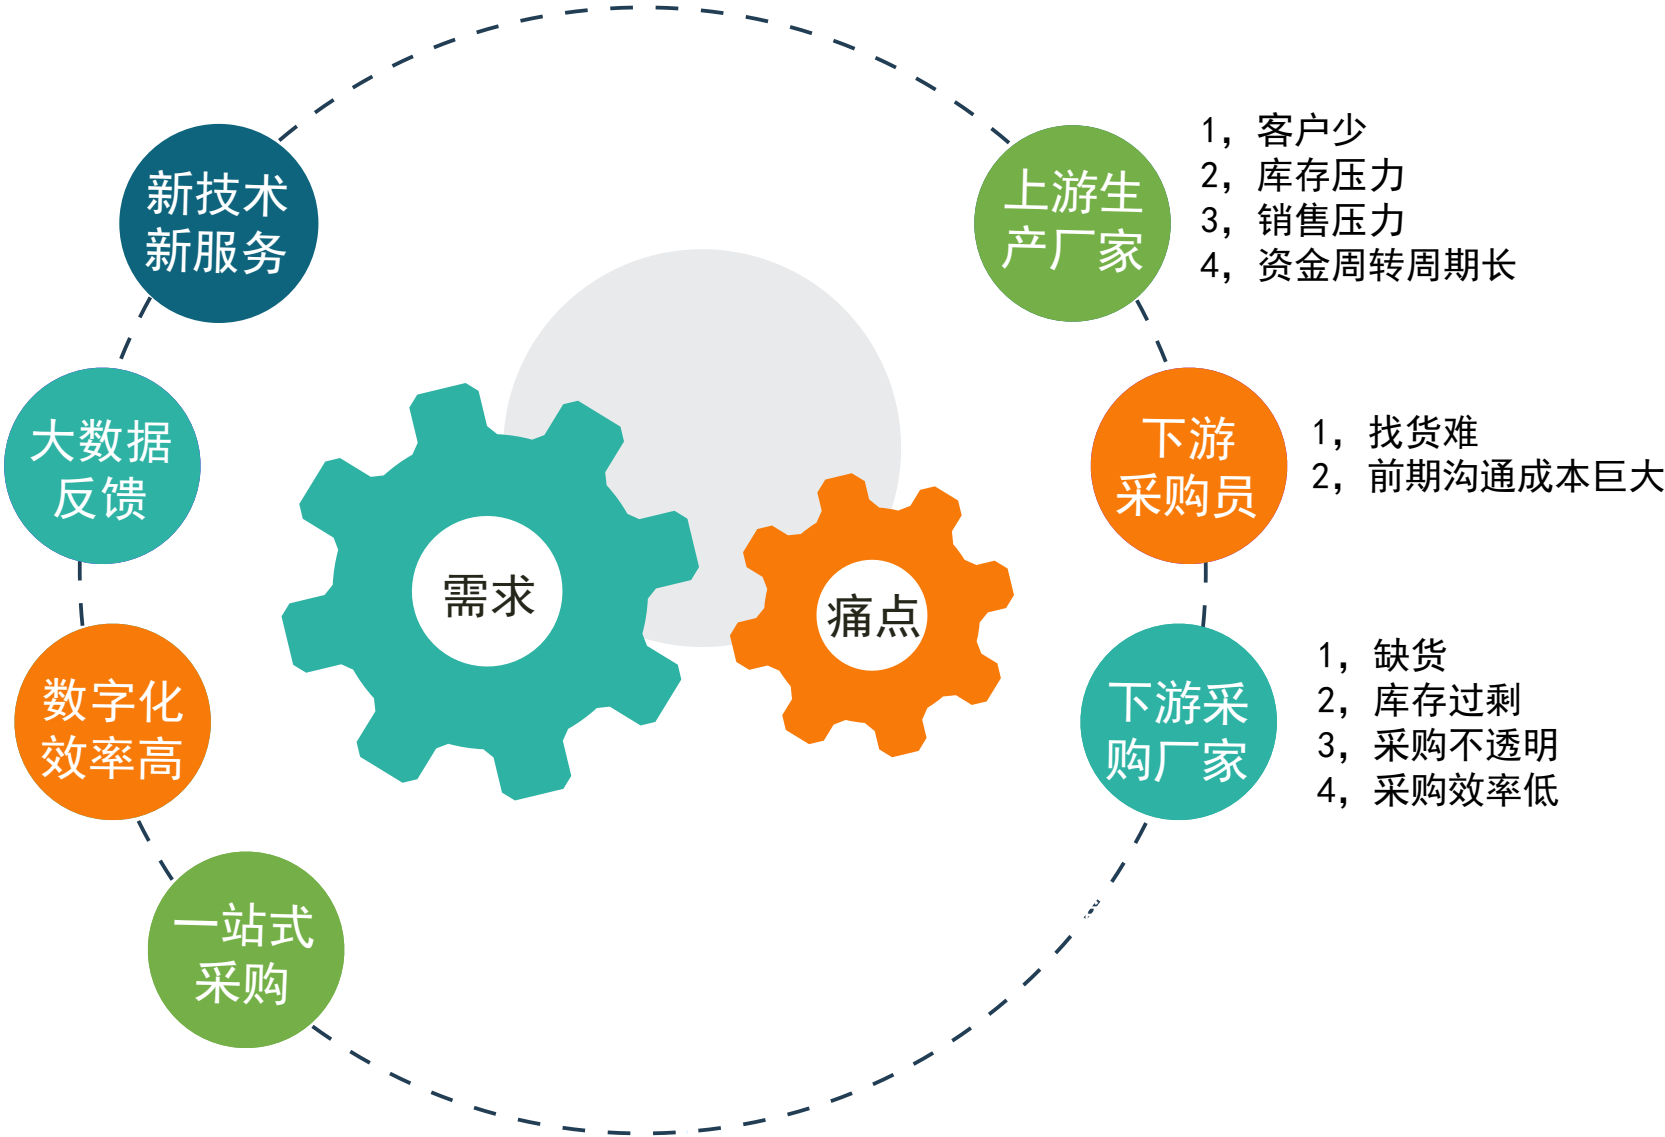 新技术
新服务
大数据
反馈
数字化
效率高
一站式
采购
需求
痛点
上游生
产厂家
1，客户少
2，库存压力
3，销售压力
4，资金周转周期长
下游
采购员
1，找货难
2，前期沟通成本巨大
下游采
购厂家
1，缺货
2，库存过剩
3，采购不透明
4，采购效率低